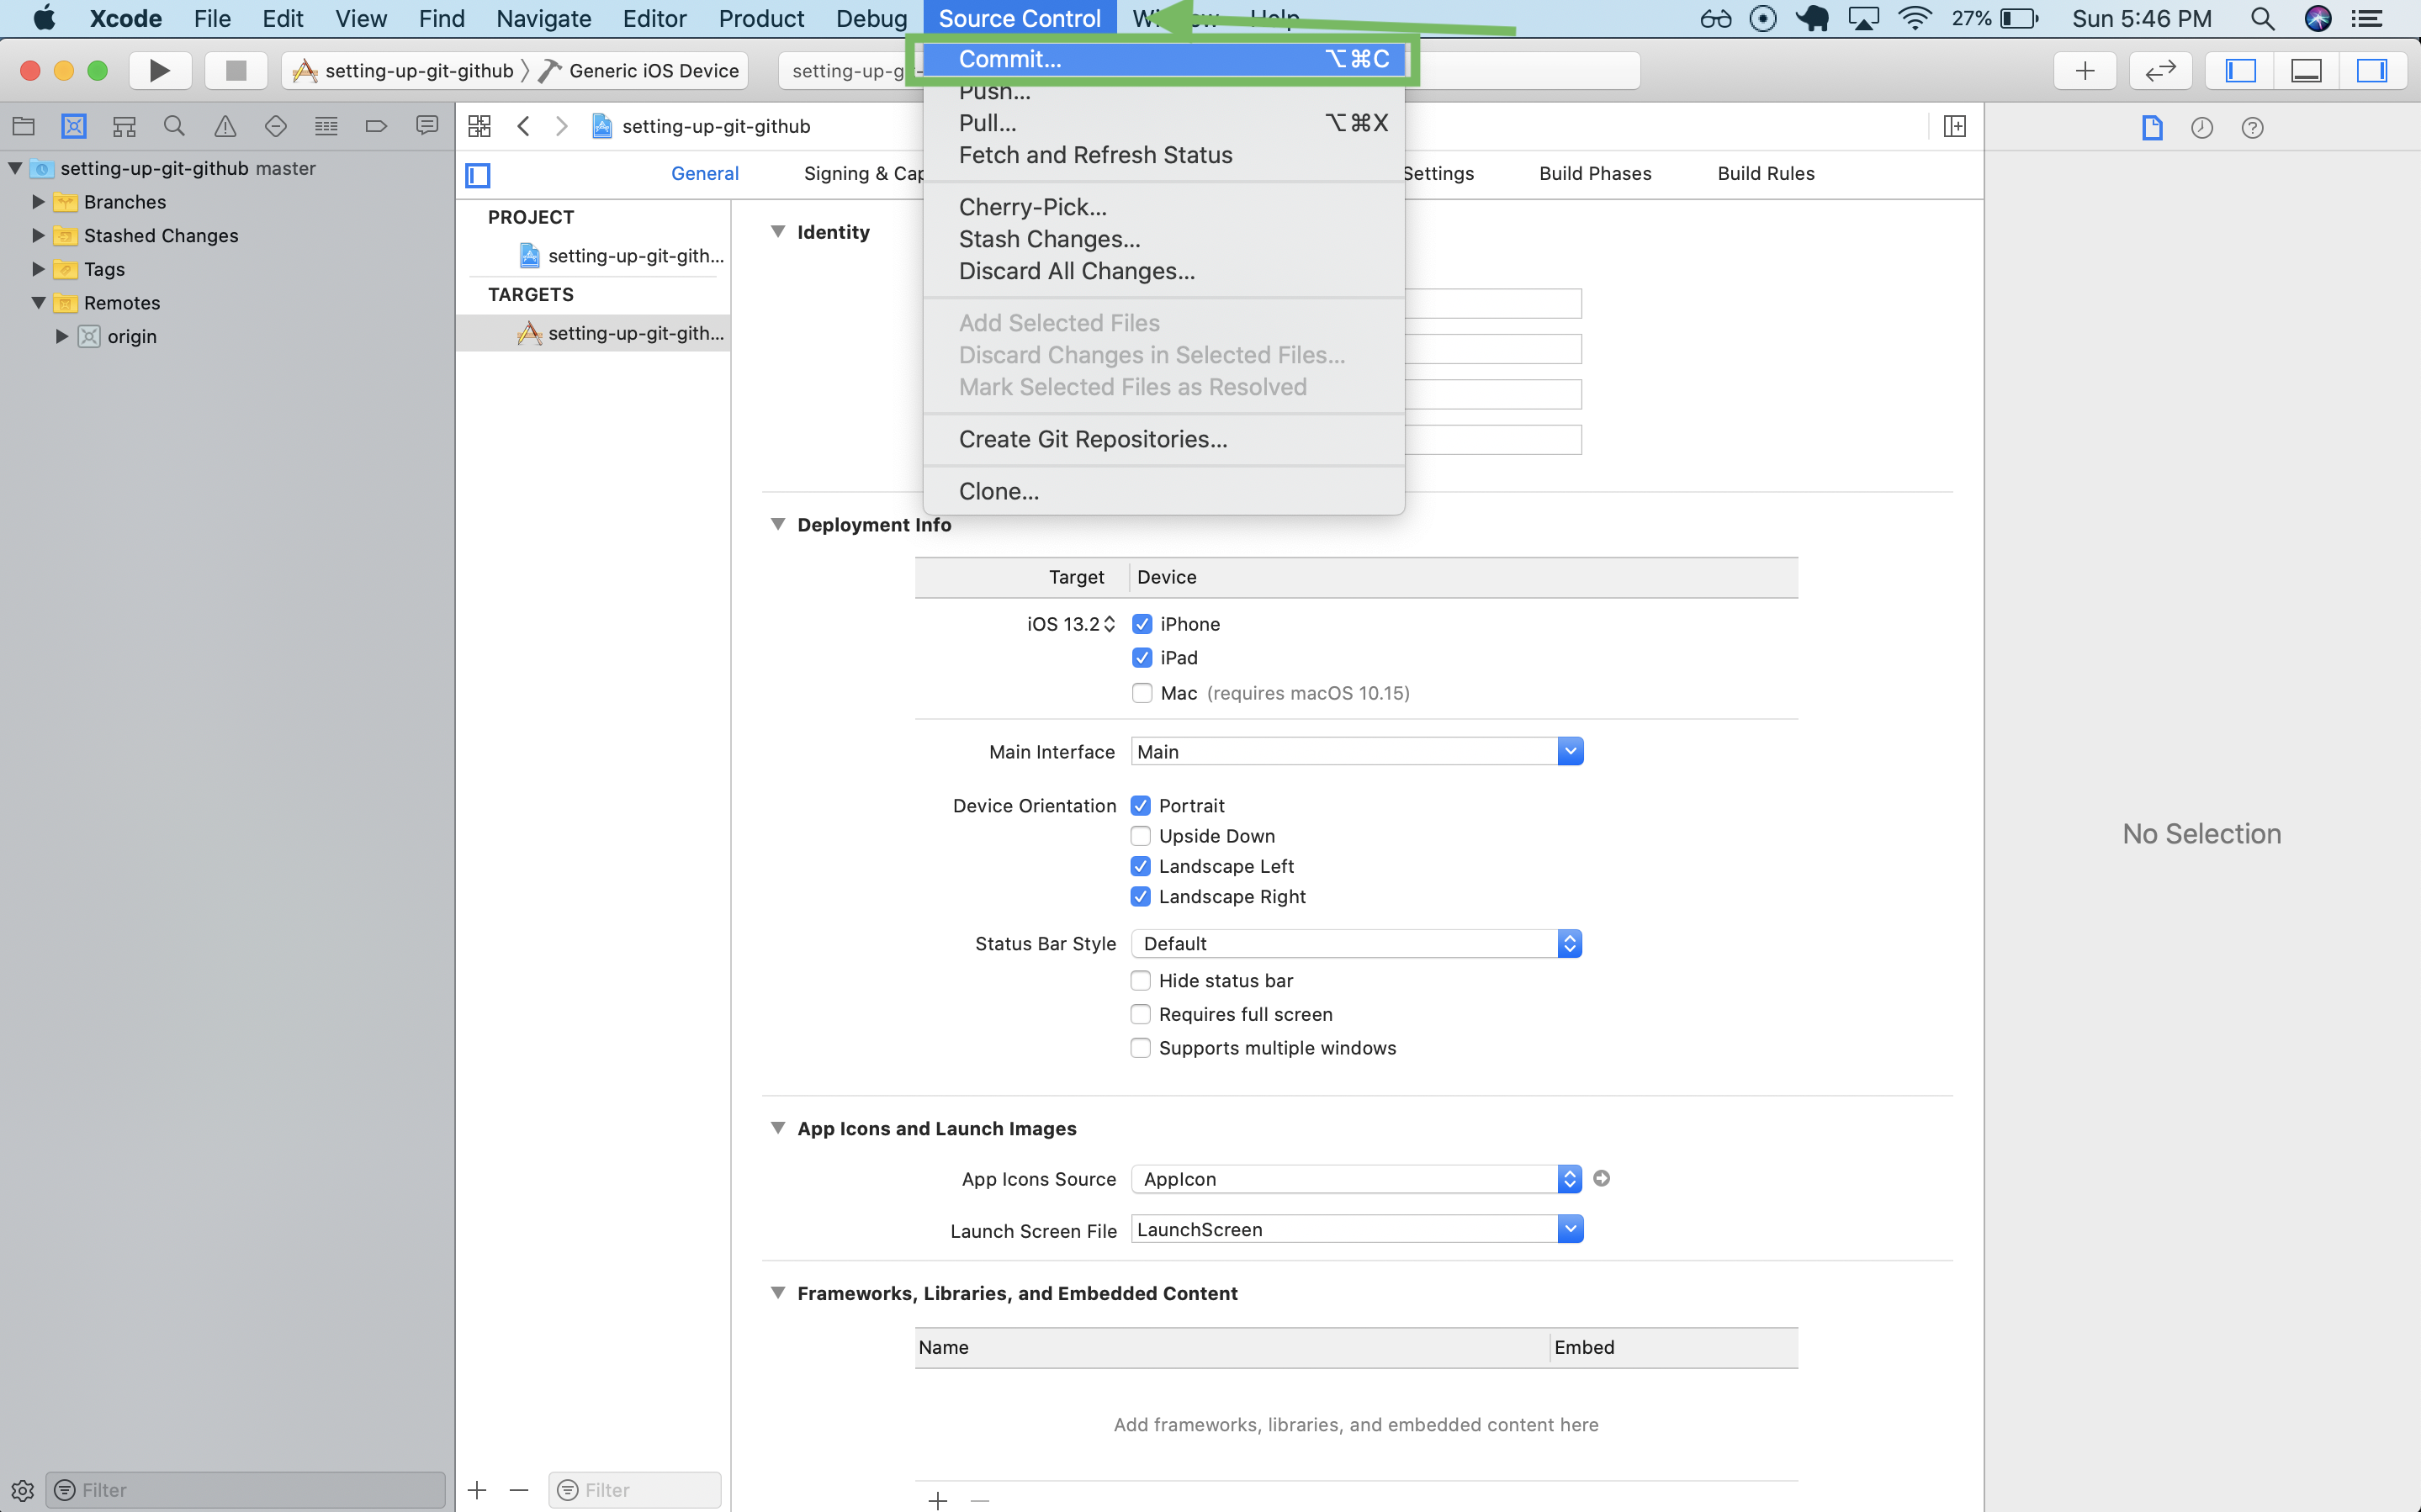 Xcode File Edit View Find Navigate Editor Product Debug Source Control Window Help 27% Sun 5:46 PM
setting-up-git-github Generic iOS Device setting-up-g
Commit... ⌥⌘C
Push...
Pull... ⌥⌘X
Fetch and Refresh Status
Cherry-Pick...
Stash Changes...
Discard All Changes...
Add Selected Files
Discard Changes in Selected Files...
Mark Selected Files as Resolved
Create Git Repositories...
Clone...
setting-up-git-github master
Branches
Stashed Changes
Tags
Remotes
origin
Filter
setting-up-git-github
General Signing & Cap Settings Build Phases Build Rules
PROJECT
setting-up-git-gith...
TARGETS
setting-up-git-gith...
Filter
Identity
Deployment Info
Target Device
iOS 13.2 iPhone
iPad
Mac (requires macOS 10.15)
Main Interface Main
Device Orientation Portrait
Upside Down
Landscape Left
Landscape Right
Status Bar Style Default
Hide status bar
Requires full screen
Supports multiple windows
App Icons and Launch Images
App Icons Source AppIcon
Launch Screen File LaunchScreen
Frameworks, Libraries, and Embedded Content
Name Embed
Add frameworks, libraries, and embedded content here
No Selection